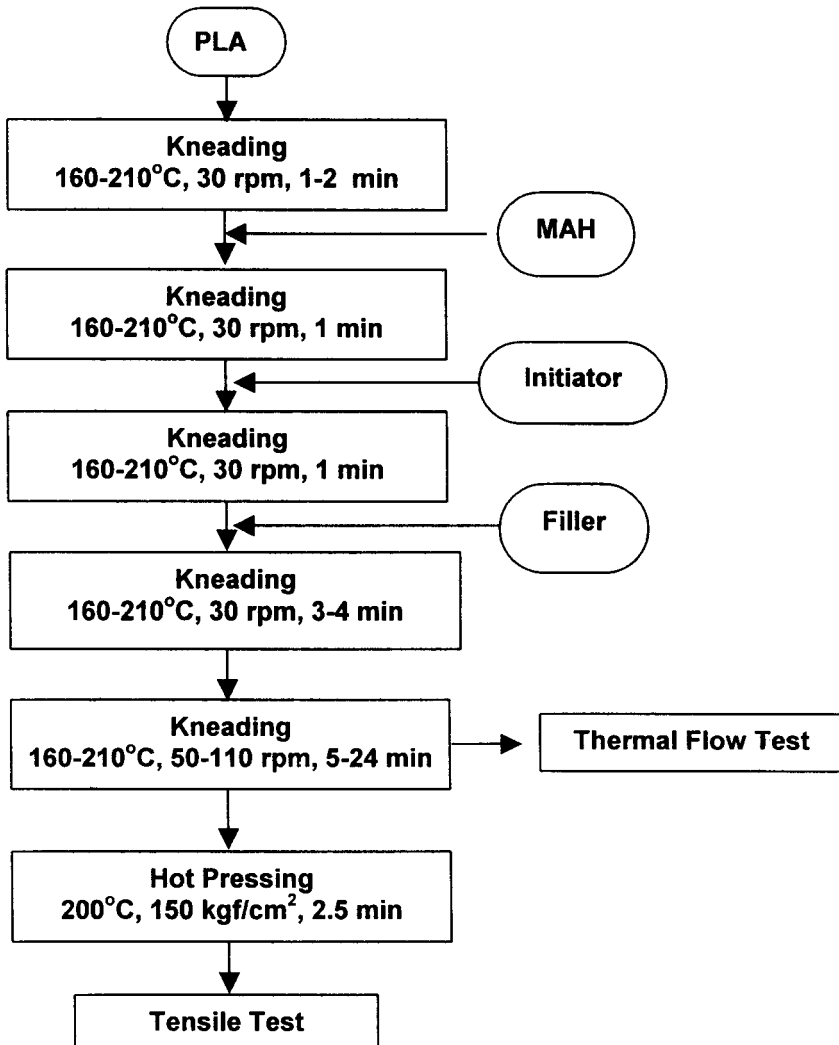 PLA
Kneading
160-210°C, 30 rpm, 1-2 min
MAH
Kneading
160-210°C, 30 rpm, 1 min
Initiator
Kneading
160-210°C, 30 rpm, 1 min
Filler
Kneading
160-210°C, 30 rpm, 3-4 min
Kneading
160-210°C, 50-110 rpm, 5-24 min
Thermal Flow Test
Hot Pressing
200°C, 150 kgf/cm², 2.5 min
Tensile Test